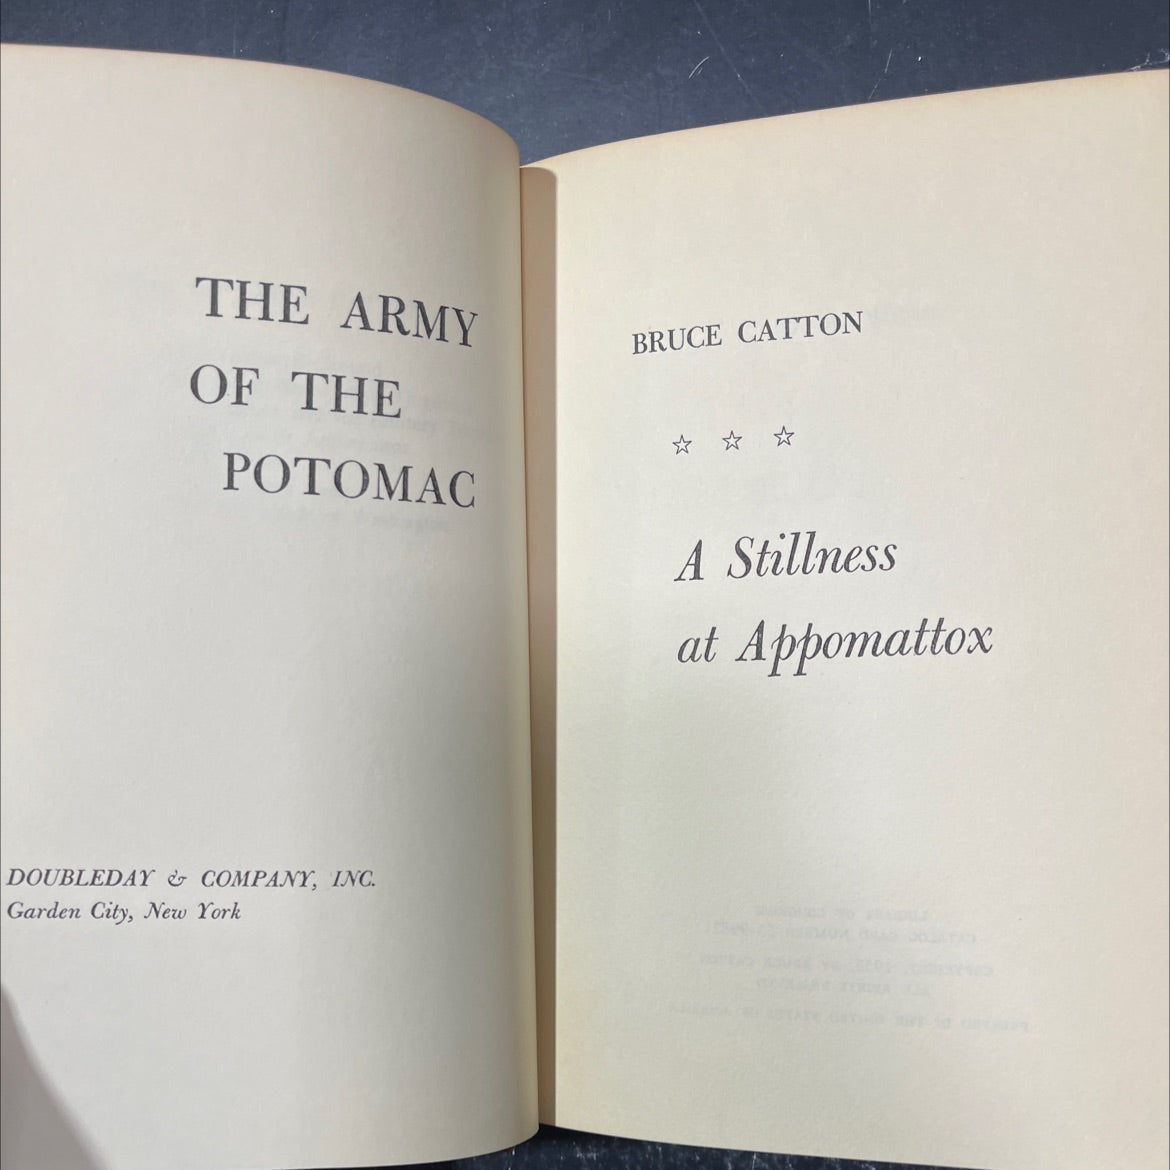 THE ARMY
OF THE
POTOMAC
DOUBLEDAY & COMPANY, INC.
Garden City, New York
BRUCE CATTON
☆ ☆ ☆
A Stillness
at Appomattox